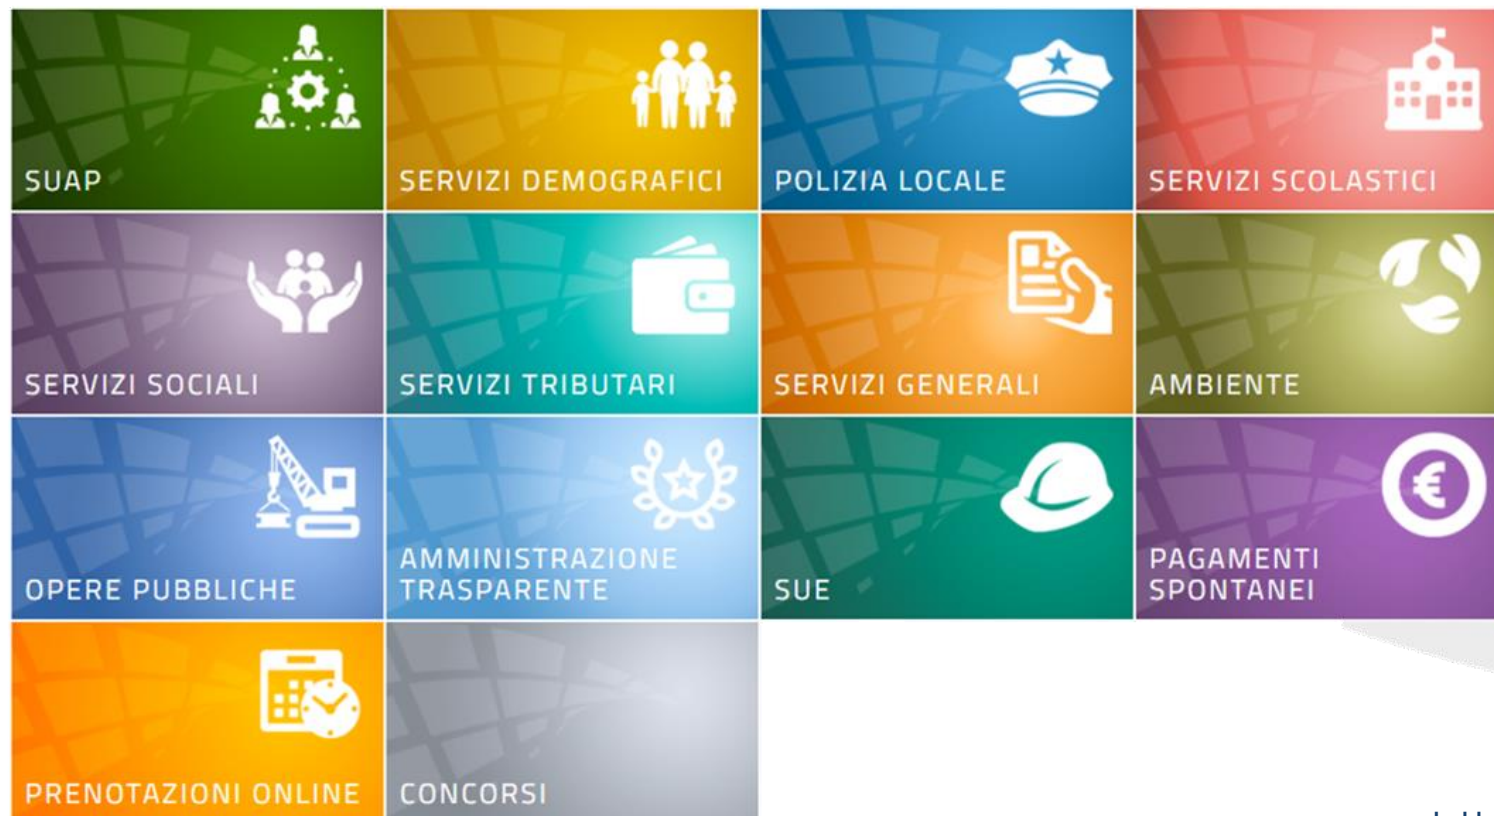 SUAP
SERVIZI DEMOGRAFICI
POLIZIA LOCALE
SERVIZI SCOLASTICI
SERVIZI SOCIALI
SERVIZI TRIBUTARI
SERVIZI GENERALI
AMBIENTE
OPERE PUBBLICHE
AMMINISTRAZIONE
TRASPARENTE
SUE
PAGAMENTI
SPONTANEI
€
PRENOTAZIONI ONLINE
CONCORSI